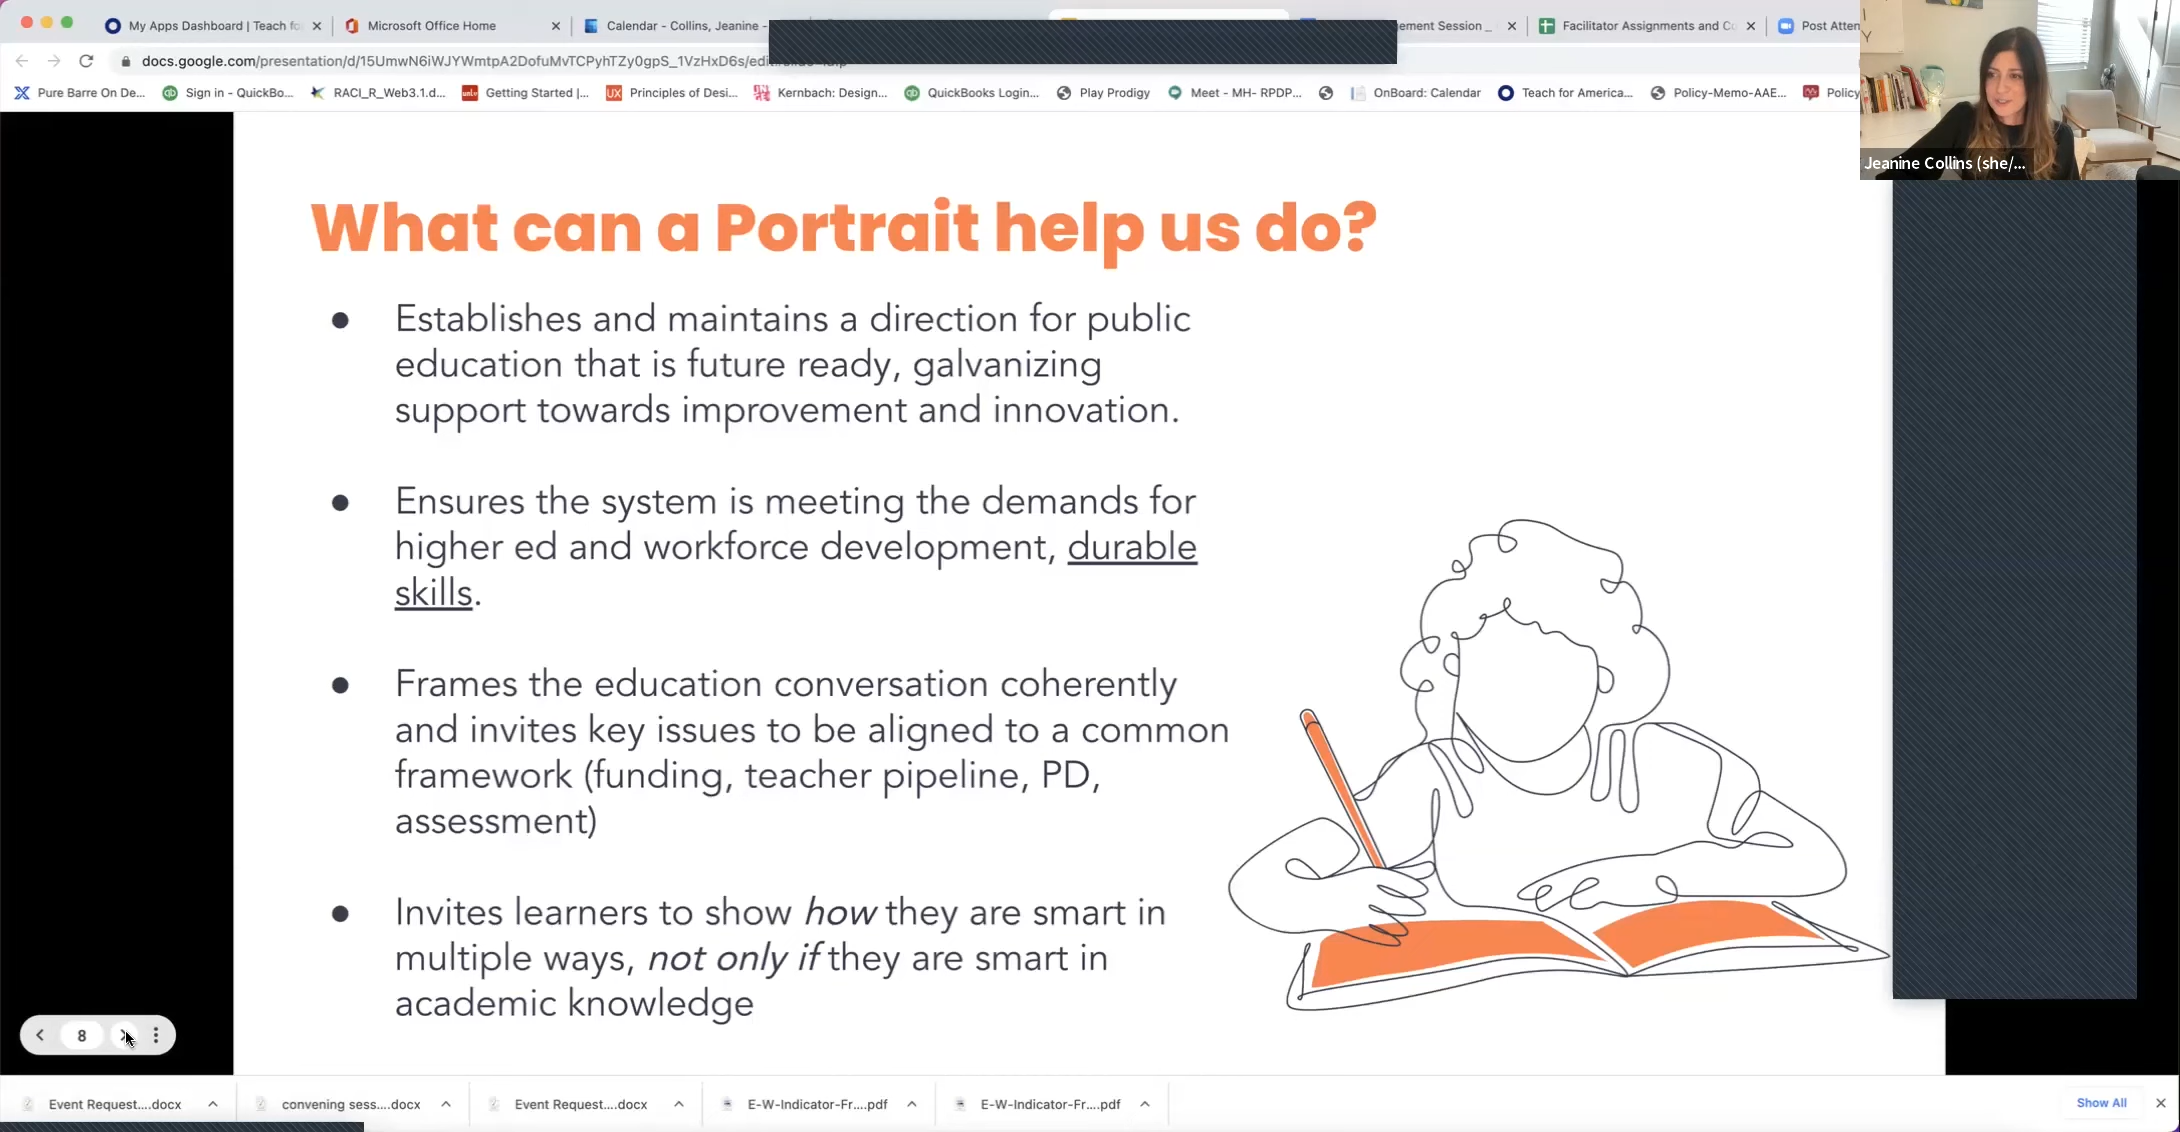 My Apps Dashboard | Teach fo
Microsoft Office Home
Calendar - Collins, Jeanine -
ement Session _
Facilitator Assignments and Co
Post Atten
docs.google.com/presentation/d/15UmwN6iWJYWmtpA2DofuMvTCPyhTZy0gpS_1VzHxD6s/edit
Pure Barre On De...
Sign in - QuickBo...
RACI_R_Web3.1.d...
Getting Started |...
Principles of Desi...
Kernbach: Design...
QuickBooks Login...
Play Prodigy
Meet - MH- RPDP...
OnBoard: Calendar
Teach for America...
Policy-Memo-AAE...
Policy
Jeanine Collins (she/...
What can a Portrait help us do?
● Establishes and maintains a direction for public
education that is future ready, galvanizing
support towards improvement and innovation.
● Ensures the system is meeting the demands for
higher ed and workforce development, durable
skills.
● Frames the education conversation coherently
and invites key issues to be aligned to a common
framework (funding, teacher pipeline, PD,
assessment)
● Invites learners to show how they are smart in
multiple ways, not only if they are smart in
academic knowledge
8
Event Request....docx
convening sess....docx
Event Request....docx
E-W-Indicator-Fr....pdf
E-W-Indicator-Fr....pdf
Show All